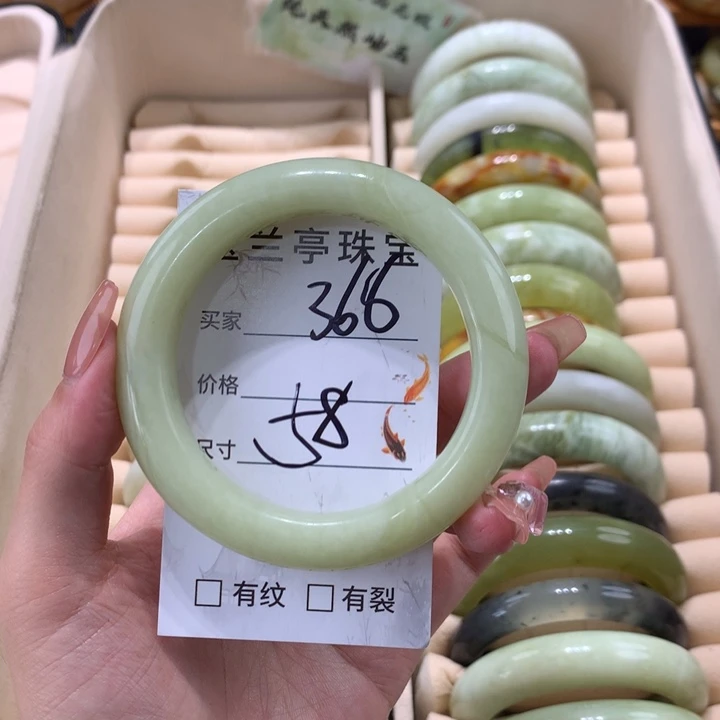 兰亭珠宝
买家 366
价格
尺寸 58
□ 有纹 □ 有裂